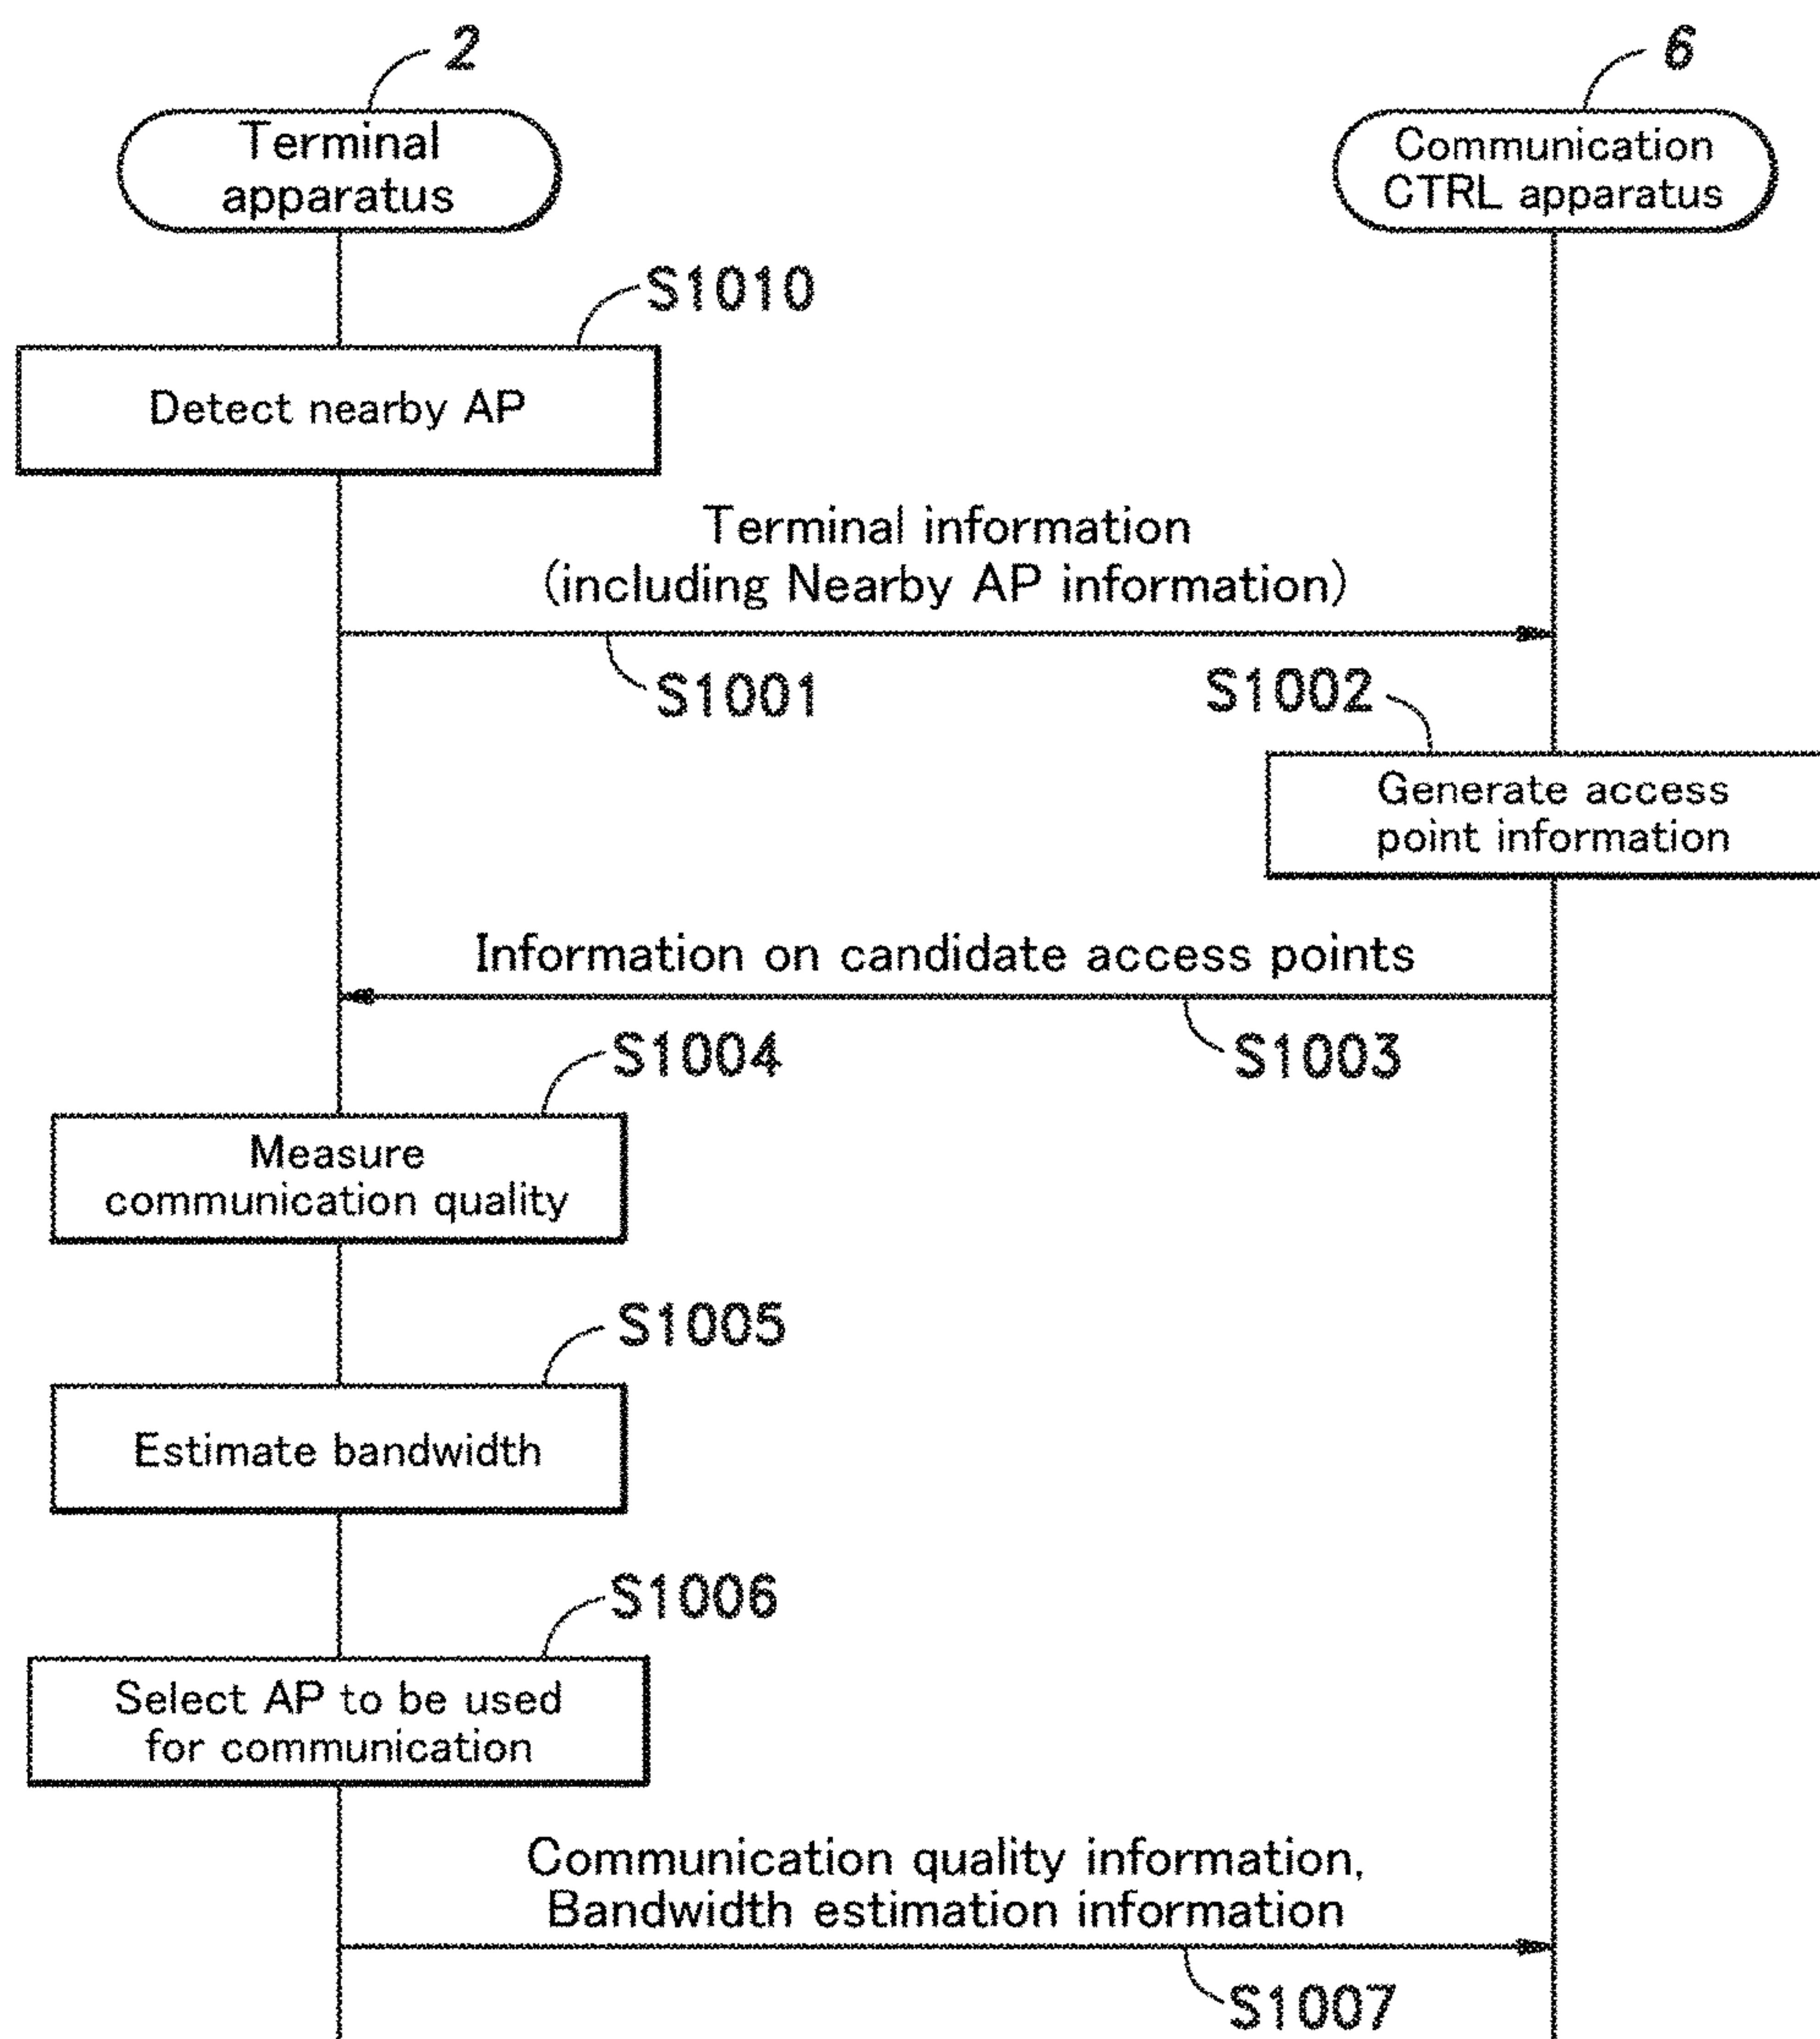 2
6
Terminal
apparatus
Communication
CTRL apparatus
S1010
Detect nearby AP
Terminal information
(including Nearby AP information)
S1001
S1002
Generate access
point information
Information on candidate access points
S1003
S1004
Measure
communication quality
S1005
Estimate bandwidth
S1006
Select AP to be used
for communication
Communication quality information,
Bandwidth estimation information
S1007